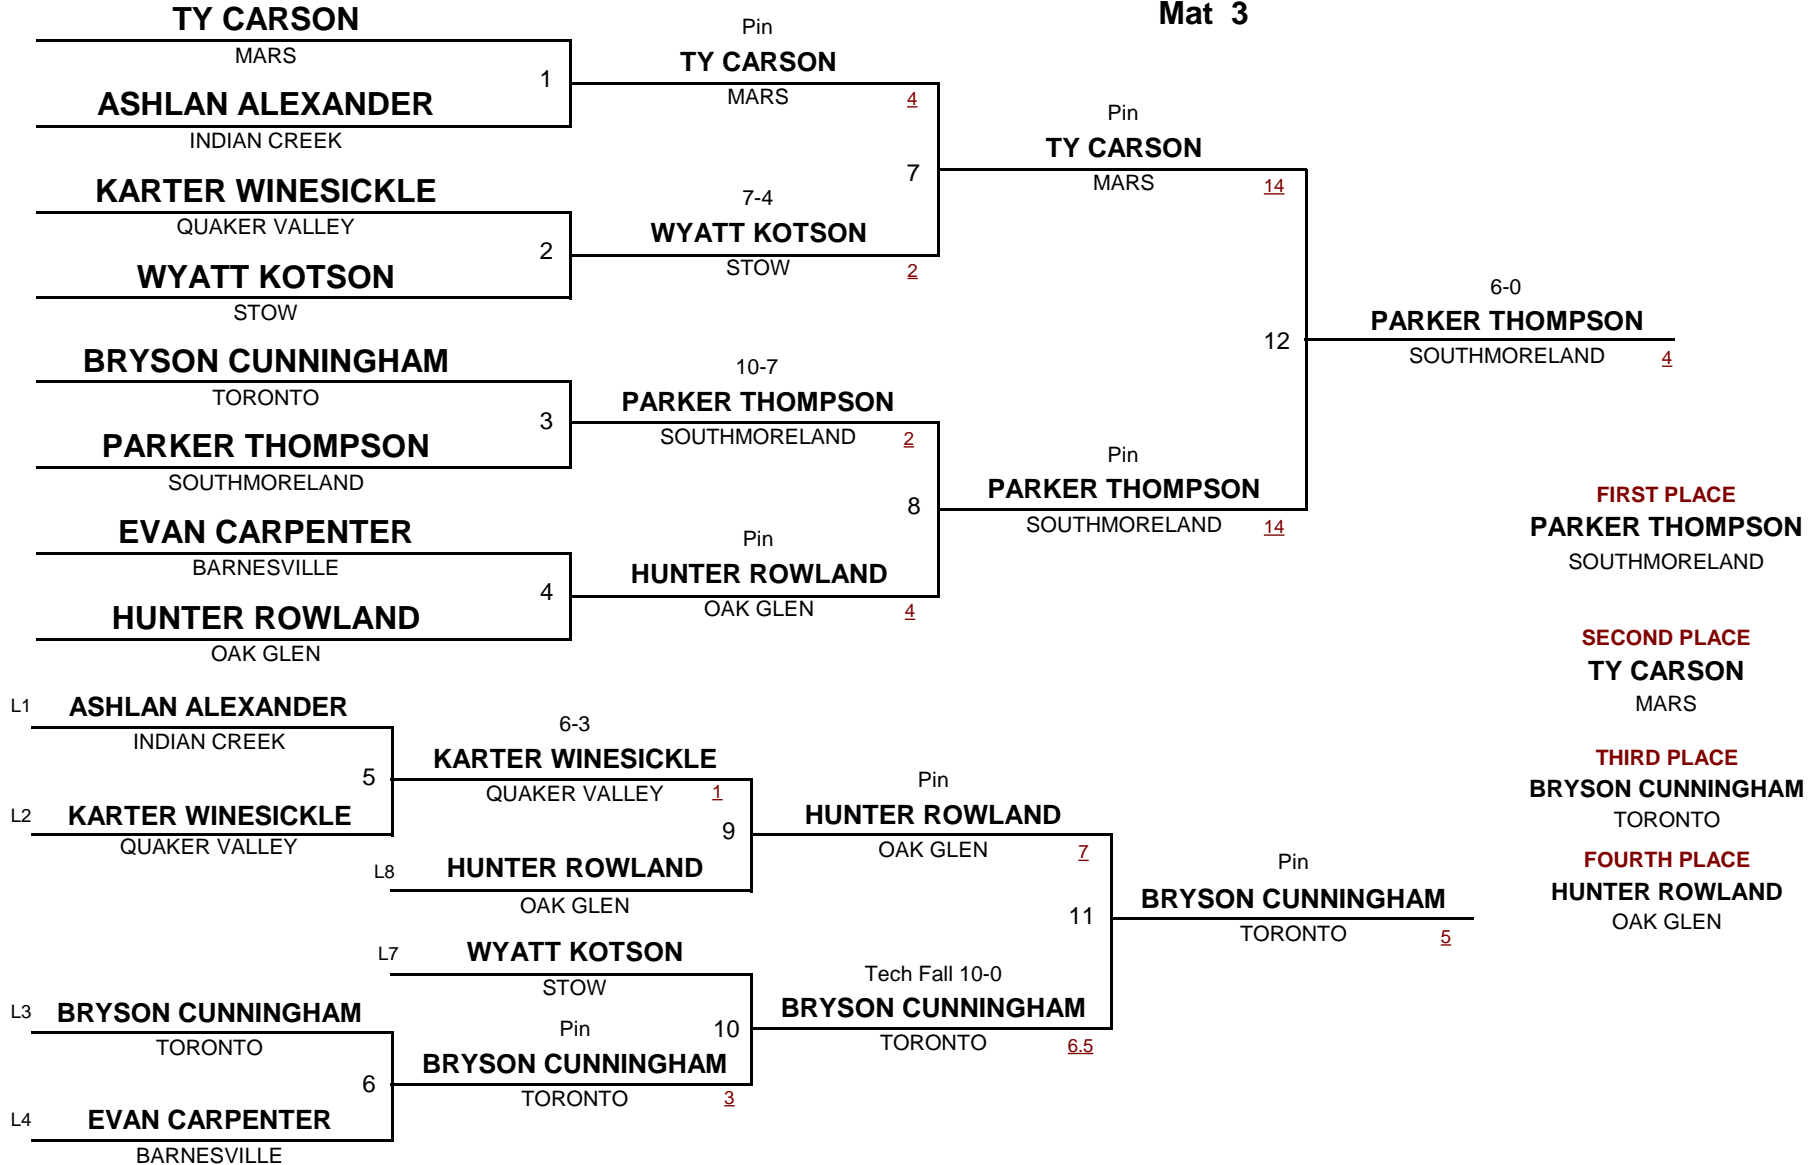 Mat 3
TY CARSON
MARS
1
ASHLAN ALEXANDER
INDIAN CREEK
KARTER WINESICKLE
QUAKER VALLEY
2
WYATT KOTSON
STOW
BRYSON CUNNINGHAM
TORONTO
3
PARKER THOMPSON
SOUTHMORELAND
EVAN CARPENTER
BARNESVILLE
4
HUNTER ROWLAND
OAK GLEN
Pin
TY CARSON
MARS 4
7
7-4
WYATT KOTSON
STOW 2
10-7
PARKER THOMPSON
SOUTHMORELAND 2
8
Pin
HUNTER ROWLAND
OAK GLEN 4
Pin
TY CARSON
MARS 14
12
Pin
PARKER THOMPSON
SOUTHMORELAND 14
6-0
PARKER THOMPSON
SOUTHMORELAND 4
L1 ASHLAN ALEXANDER
INDIAN CREEK
5
L2 KARTER WINESICKLE
QUAKER VALLEY
L3 BRYSON CUNNINGHAM
TORONTO
6
L4 EVAN CARPENTER
BARNESVILLE
6-3
KARTER WINESICKLE
QUAKER VALLEY 1
9
L8 HUNTER ROWLAND
OAK GLEN
L7 WYATT KOTSON
STOW
Pin 10
BRYSON CUNNINGHAM
TORONTO 3
Pin
HUNTER ROWLAND
OAK GLEN 7
11
Tech Fall 10-0
BRYSON CUNNINGHAM
TORONTO 6.5
Pin
BRYSON CUNNINGHAM
TORONTO 5
FIRST PLACE
PARKER THOMPSON
SOUTHMORELAND
SECOND PLACE
TY CARSON
MARS
THIRD PLACE
BRYSON CUNNINGHAM
TORONTO
FOURTH PLACE
HUNTER ROWLAND
OAK GLEN